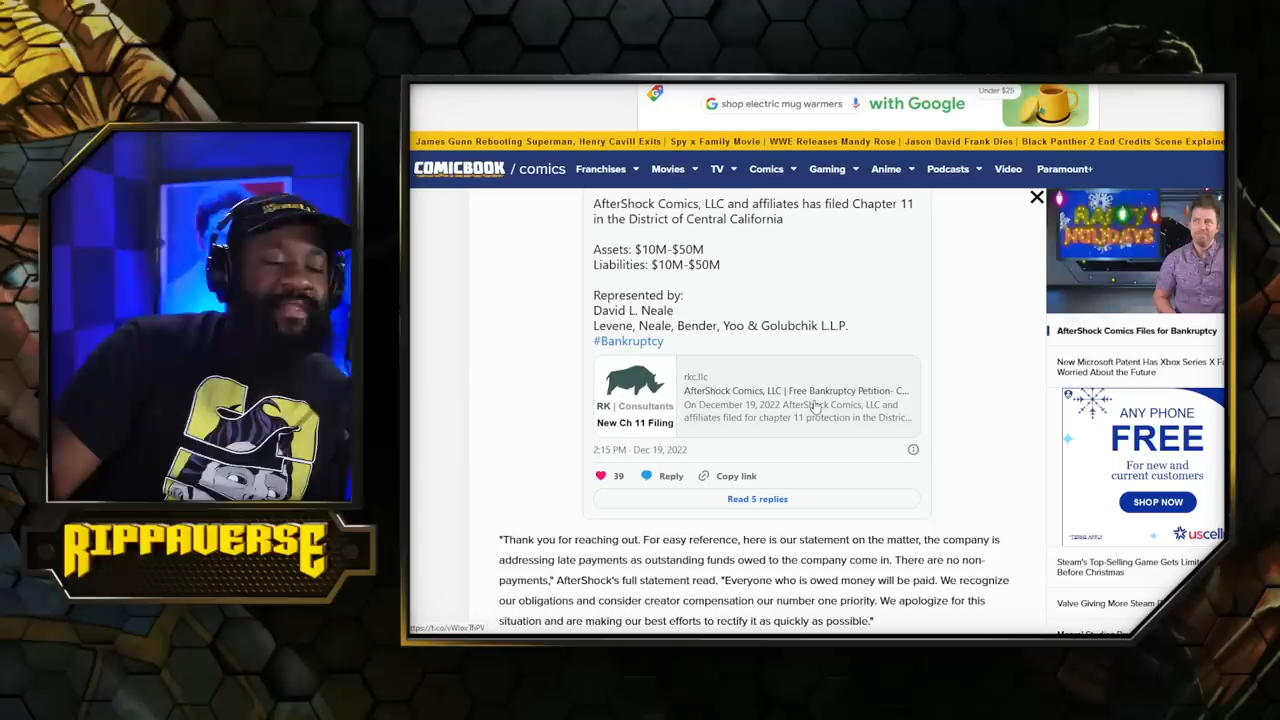 Under $25
shop electric mug warmers
with Google
James Gunn Rebooting Superman, Henry Cavill Exits | Spy x Family Movie | WWE Releases Mandy Rose | Jason David Frank Dies | Black Panther 2 End Credits Scene Explaine
COMICBOOK / comics Franchises Movies TV Comics Gaming Anime Podcasts Video Paramount+
AfterShock Comics, LLC and affiliates has filed Chapter 11
in the District of Central California
Assets: $10M-$50M
Liabilities: $10M-$50M
Represented by:
David L. Neale
Levene, Neale, Bender, Yoo & Golubchik L.L.P.
#Bankruptcy
RK | Consultants
New Ch 11 Filing
rkc.llc
AfterShock Comics, LLC | Free Bankruptcy Petition- C...
On December 19, 2022 AfterShock Comics, LLC and
affiliates filed for chapter 11 protection in the Distric...
2:15 PM · Dec 19, 2022
39 Reply Copy link
Read 5 replies
"Thank you for reaching out. For easy reference, here is our statement on the matter, the company is
addressing late payments as outstanding funds owed to the company come in. There are no non-
payments," AfterShock's full statement read. "Everyone who is owed money will be paid. We recognize
our obligations and consider creator compensation our number one priority. We apologize for this
situation and are making our best efforts to rectify it as quickly as possible."
HOLIDAYS
AfterShock Comics Files for Bankruptcy
New Microsoft Patent Has Xbox Series X F
Worried About the Future
ANY PHONE
FREE
For new and
current customers
SHOP NOW
uscell
Steam's Top-Selling Game Gets Limit
Before Christmas
Valve Giving More Steam
RIPPAVERSE